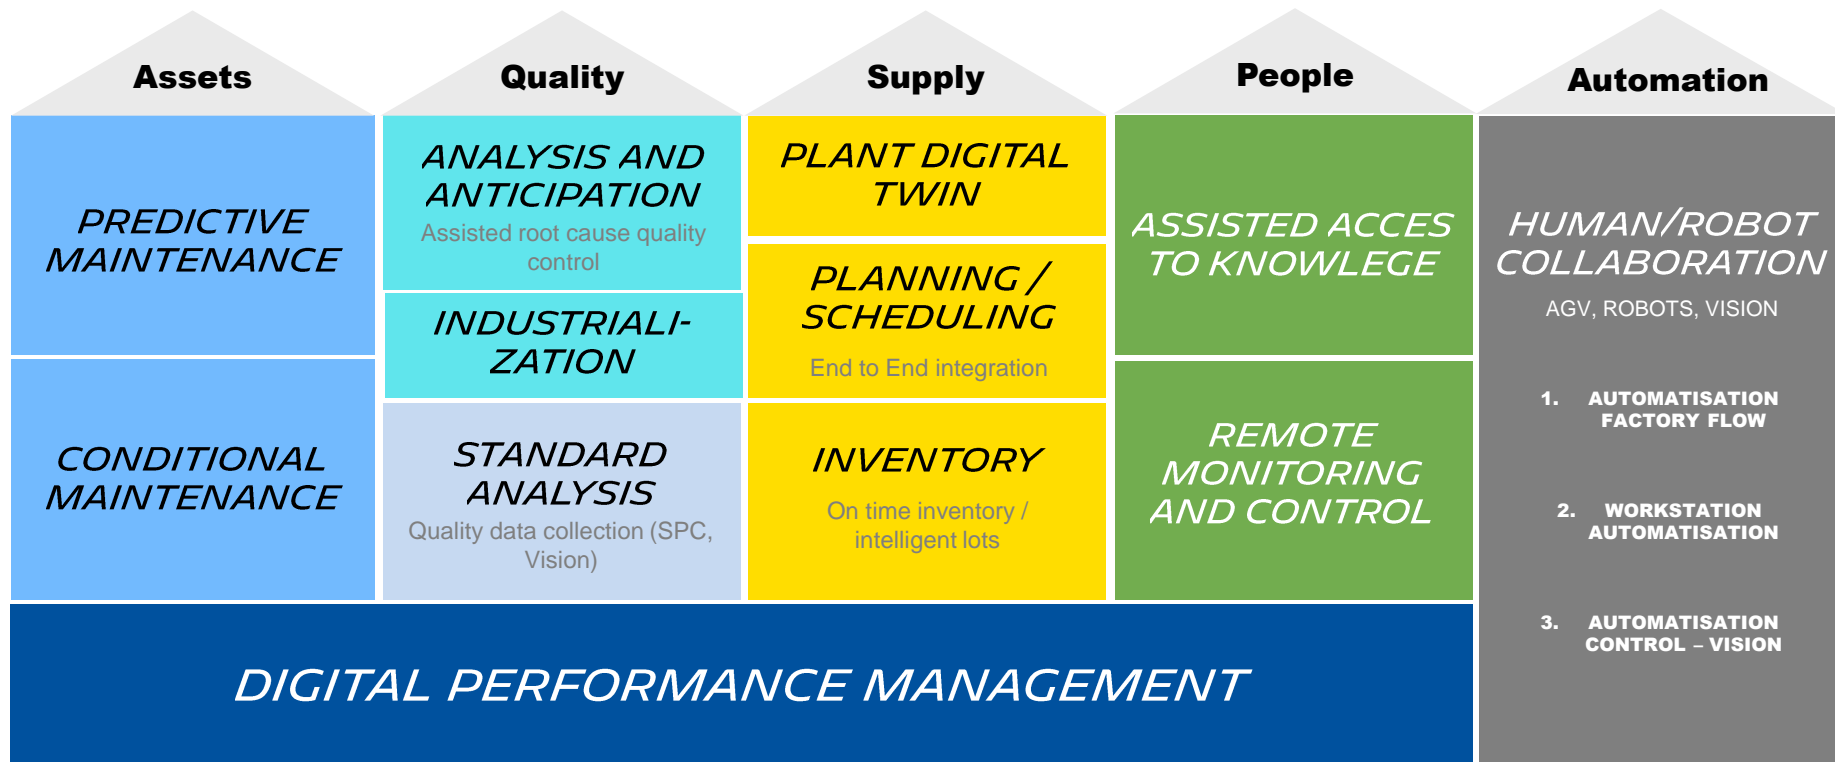 Assets
PREDICTIVE
MAINTENANCE
CONDITIONAL
MAINTENANCE
Quality
ANALYSIS AND
ANTICIPATION
Assisted root cause quality
control
INDUSTRIALI-
ZATION
STANDARD
ANALYSIS
Quality data collection (SPC,
Vision)
Supply
PLANT DIGITAL
TWIN
PLANNING /
SCHEDULING
End to End integration
INVENTORY
On time inventory /
intelligent lots
People
ASSISTED ACCES
TO KNOWLEGE
REMOTE
MONITORING
AND CONTROL
DIGITAL PERFORMANCE MANAGEMENT
Automation
HUMAN/ROBOT
COLLABORATION
AGV, ROBOTS, VISION
1. AUTOMATISATION
FACTORY FLOW
2. WORKSTATION
AUTOMATISATION
3. AUTOMATISATION
CONTROL – VISION